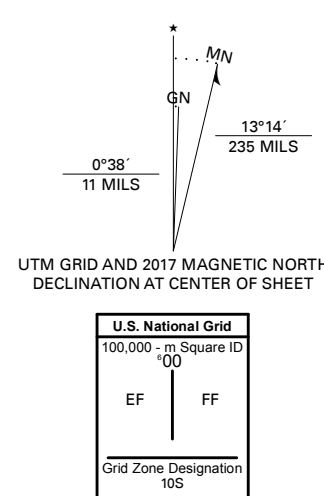 ★
MN
GN
13°14´
235 MILS
0°38´
11 MILS
UTM GRID AND 2017 MAGNETIC NORTH
DECLINATION AT CENTER OF SHEET
U.S. National Grid
100,000 - m Square ID
⁶00
EF FF
Grid Zone Designation
10S